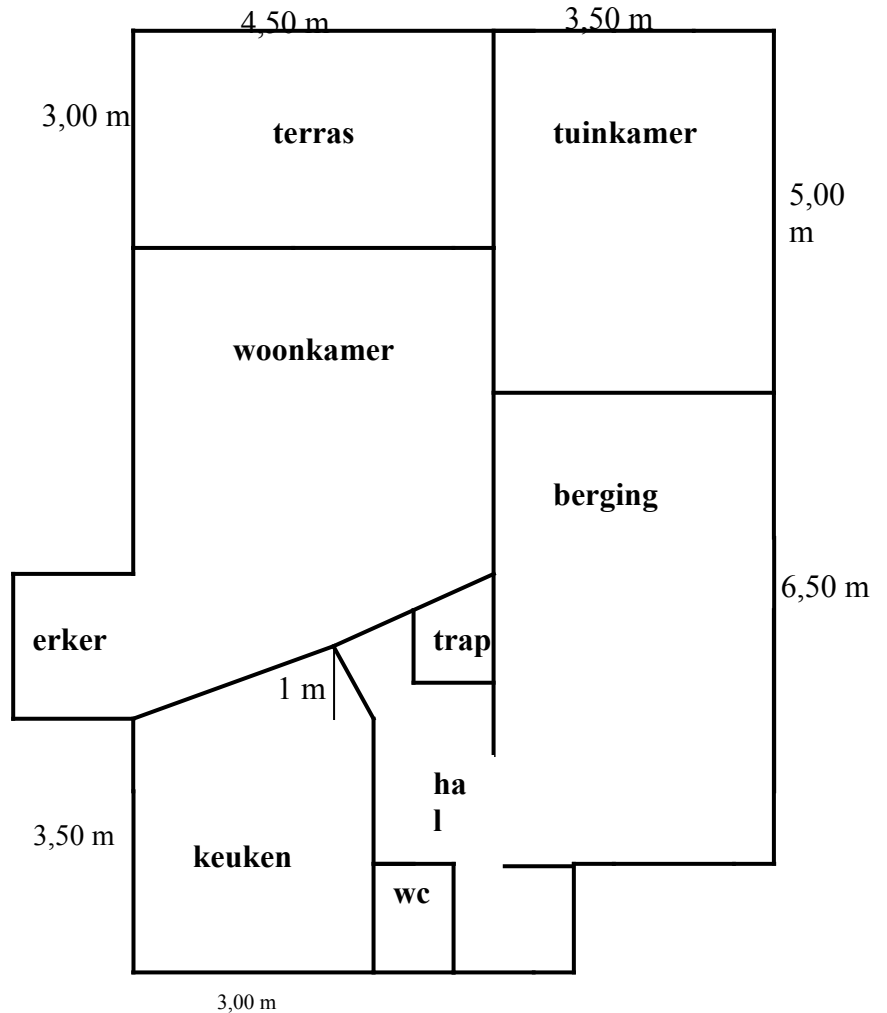 4,50 m
3,50 m
3,00 m
terras
tuinkamer
5,00
m
woonkamer
berging
6,50 m
erker
trap
1 m
ha
l
3,50 m
keuken
wc
3,00 m